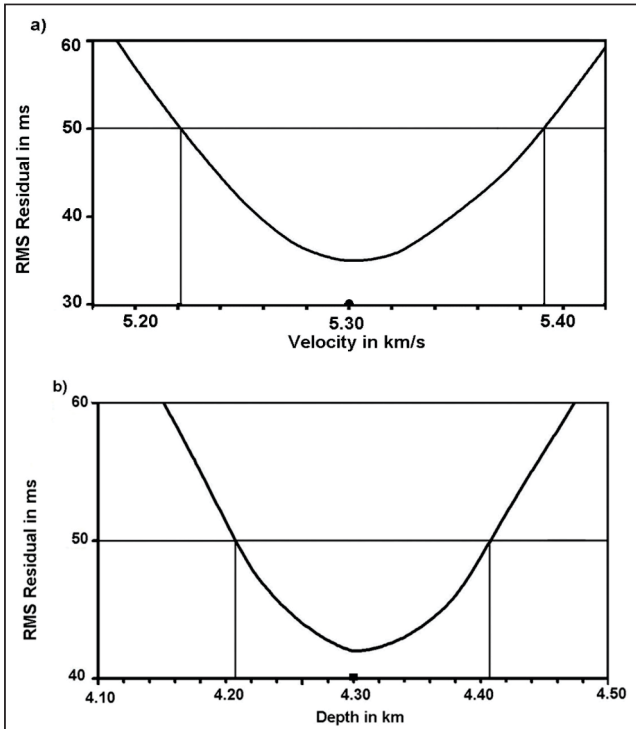 a)
60
50
40
30
RMS Residual in ms
5.20 5.30 5.40
Velocity in km/s
b)
60
50
40
RMS Residual in ms
4.10 4.20 4.30 4.40 4.50
Depth in km